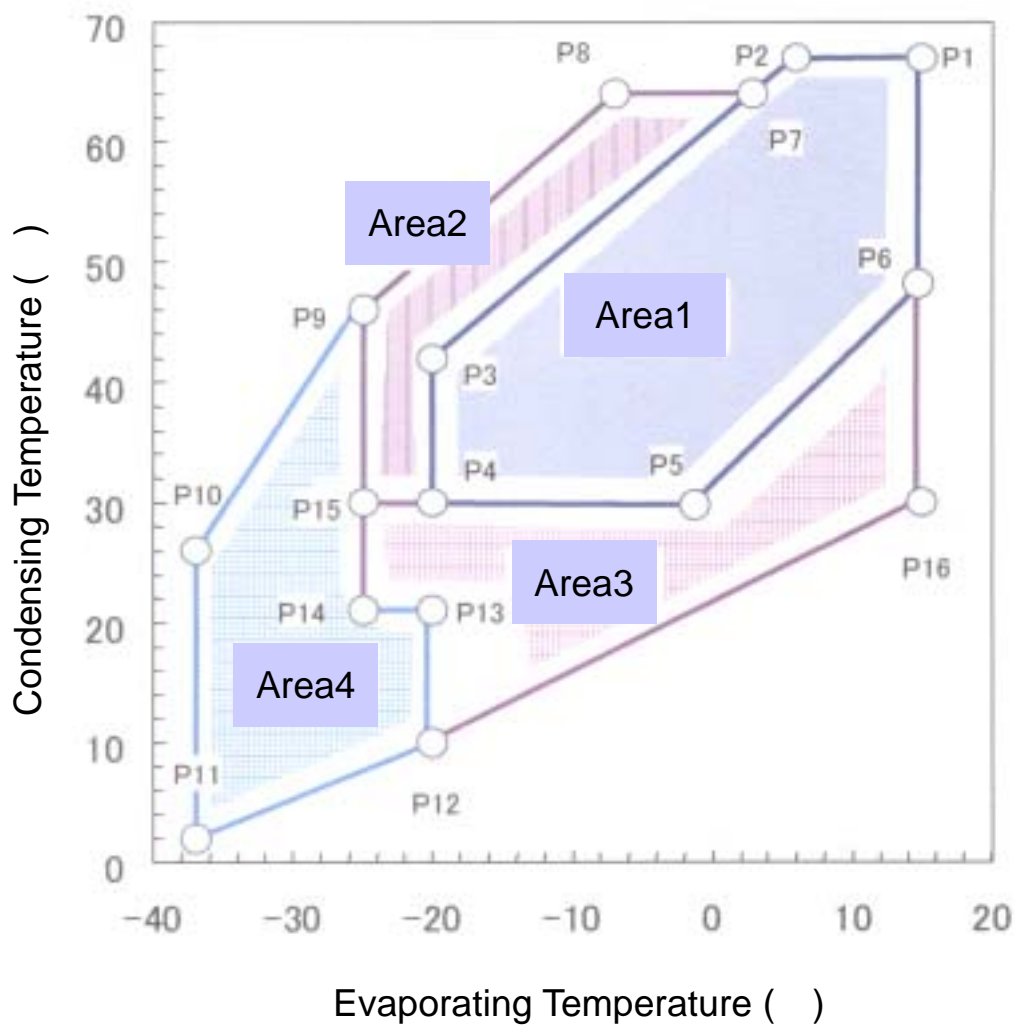 70
60
50
40
30
20
10
0
P8
P2
P1
P7
Area2
P6
Area1
P9
P3
P4
P5
P10
P15
Area3
P16
P14
P13
Area4
P11
P12
-40
-30
-20
-10
0
10
20
Condensing Temperature ( )
Evaporating Temperature ( )